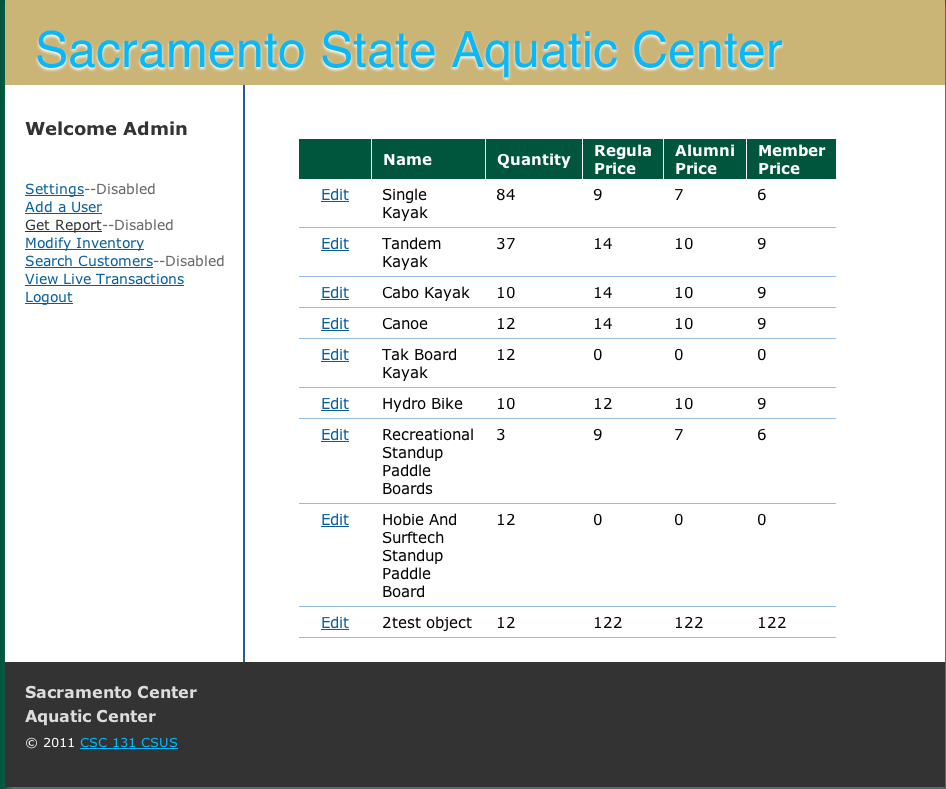 Sacramento State Aquatic Center
Welcome Admin
Settings--Disabled
Add a User
Get Report--Disabled
Modify Inventory
Search Customers--Disabled
View Live Transactions
Logout
Name Quantity Regula Price Alumni Price Member Price
Edit Single Kayak 84 9 7 6
Edit Tandem Kayak 37 14 10 9
Edit Cabo Kayak 10 14 10 9
Edit Canoe 12 14 10 9
Edit Tak Board Kayak 12 0 0 0
Edit Hydro Bike 10 12 10 9
Edit Recreational Standup Paddle Boards 3 9 7 6
Edit Hobie And Surftech Standup Paddle Board 12 0 0 0
Edit 2test object 12 122 122 122
Sacramento Center
Aquatic Center
© 2011 CSC 131 CSUS